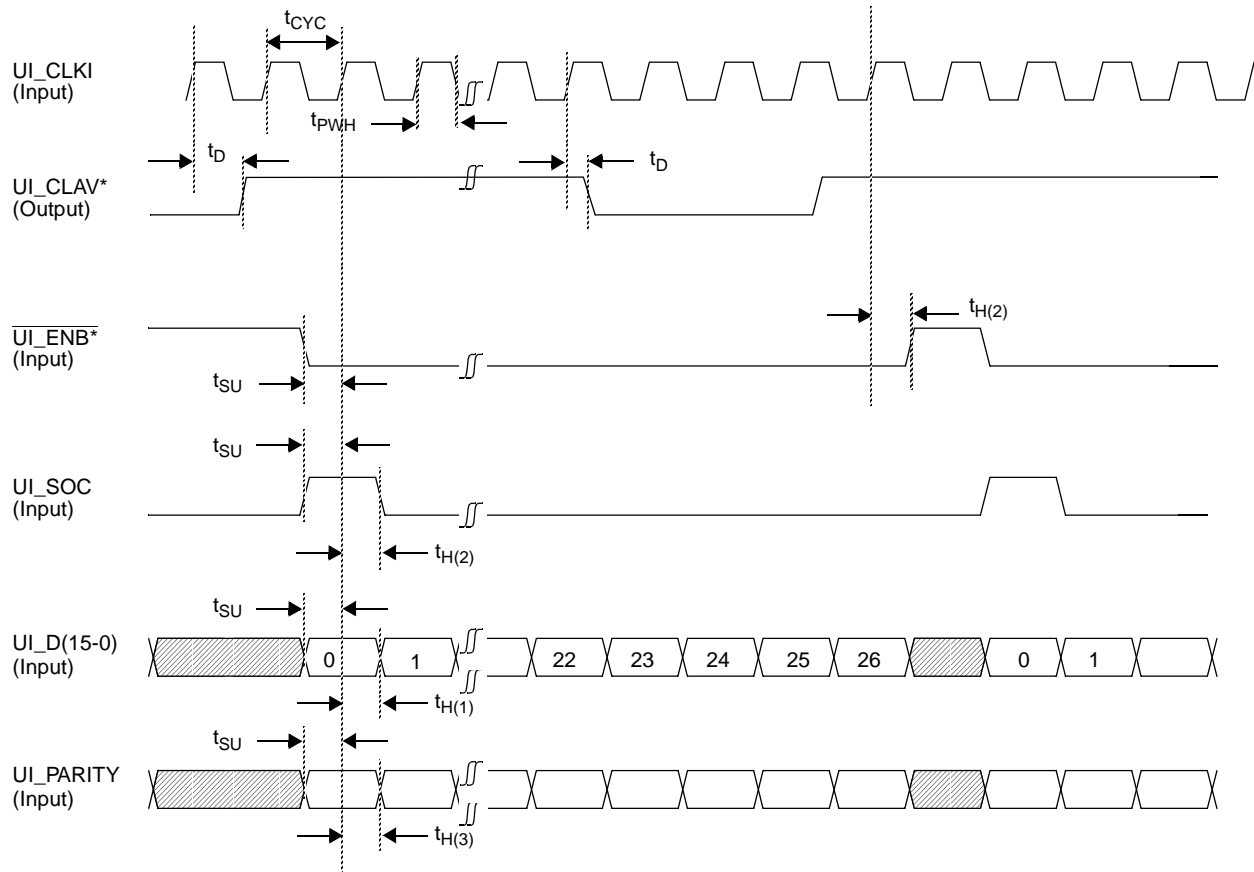 tCYC
UI_CLKI
(Input)
tPWH
tD
tD
UI_CLAV*
(Output)
tH(2)
UI_ENB*
(Input)
tSU
tSU
UI_SOC
(Input)
tH(2)
tSU
UI_D(15-0)
(Input)
0 1 22 23 24 25 26 0 1
tH(1)
tSU
UI_PARITY
(Input)
tH(3)